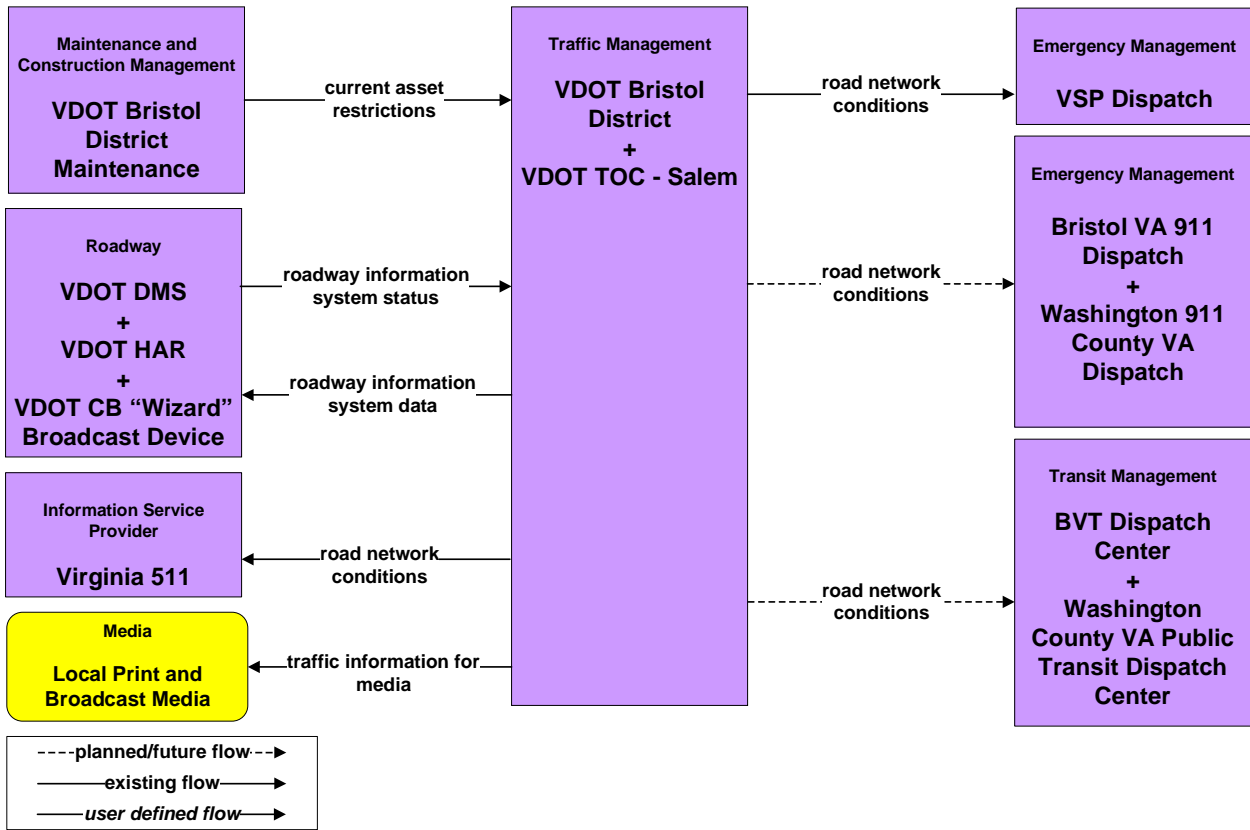 Maintenance and
Construction Management
VDOT Bristol
District
Maintenance
current asset
restrictions
Traffic Management
VDOT Bristol
District
+
VDOT TOC - Salem
road network
conditions
Emergency Management
VSP Dispatch
Roadway
VDOT DMS
+
VDOT HAR
+
VDOT CB “Wizard”
Broadcast Device
roadway information
system status
roadway information
system data
road network
conditions
Emergency Management
Bristol VA 911
Dispatch
+
Washington 911
County VA
Dispatch
Information Service
Provider
Virginia 511
road network
conditions
road network
conditions
Transit Management
BVT Dispatch
Center
+
Washington
County VA Public
Transit Dispatch
Center
Media
Local Print and
Broadcast Media
traffic information for
media
planned/future flow
existing flow
user defined flow